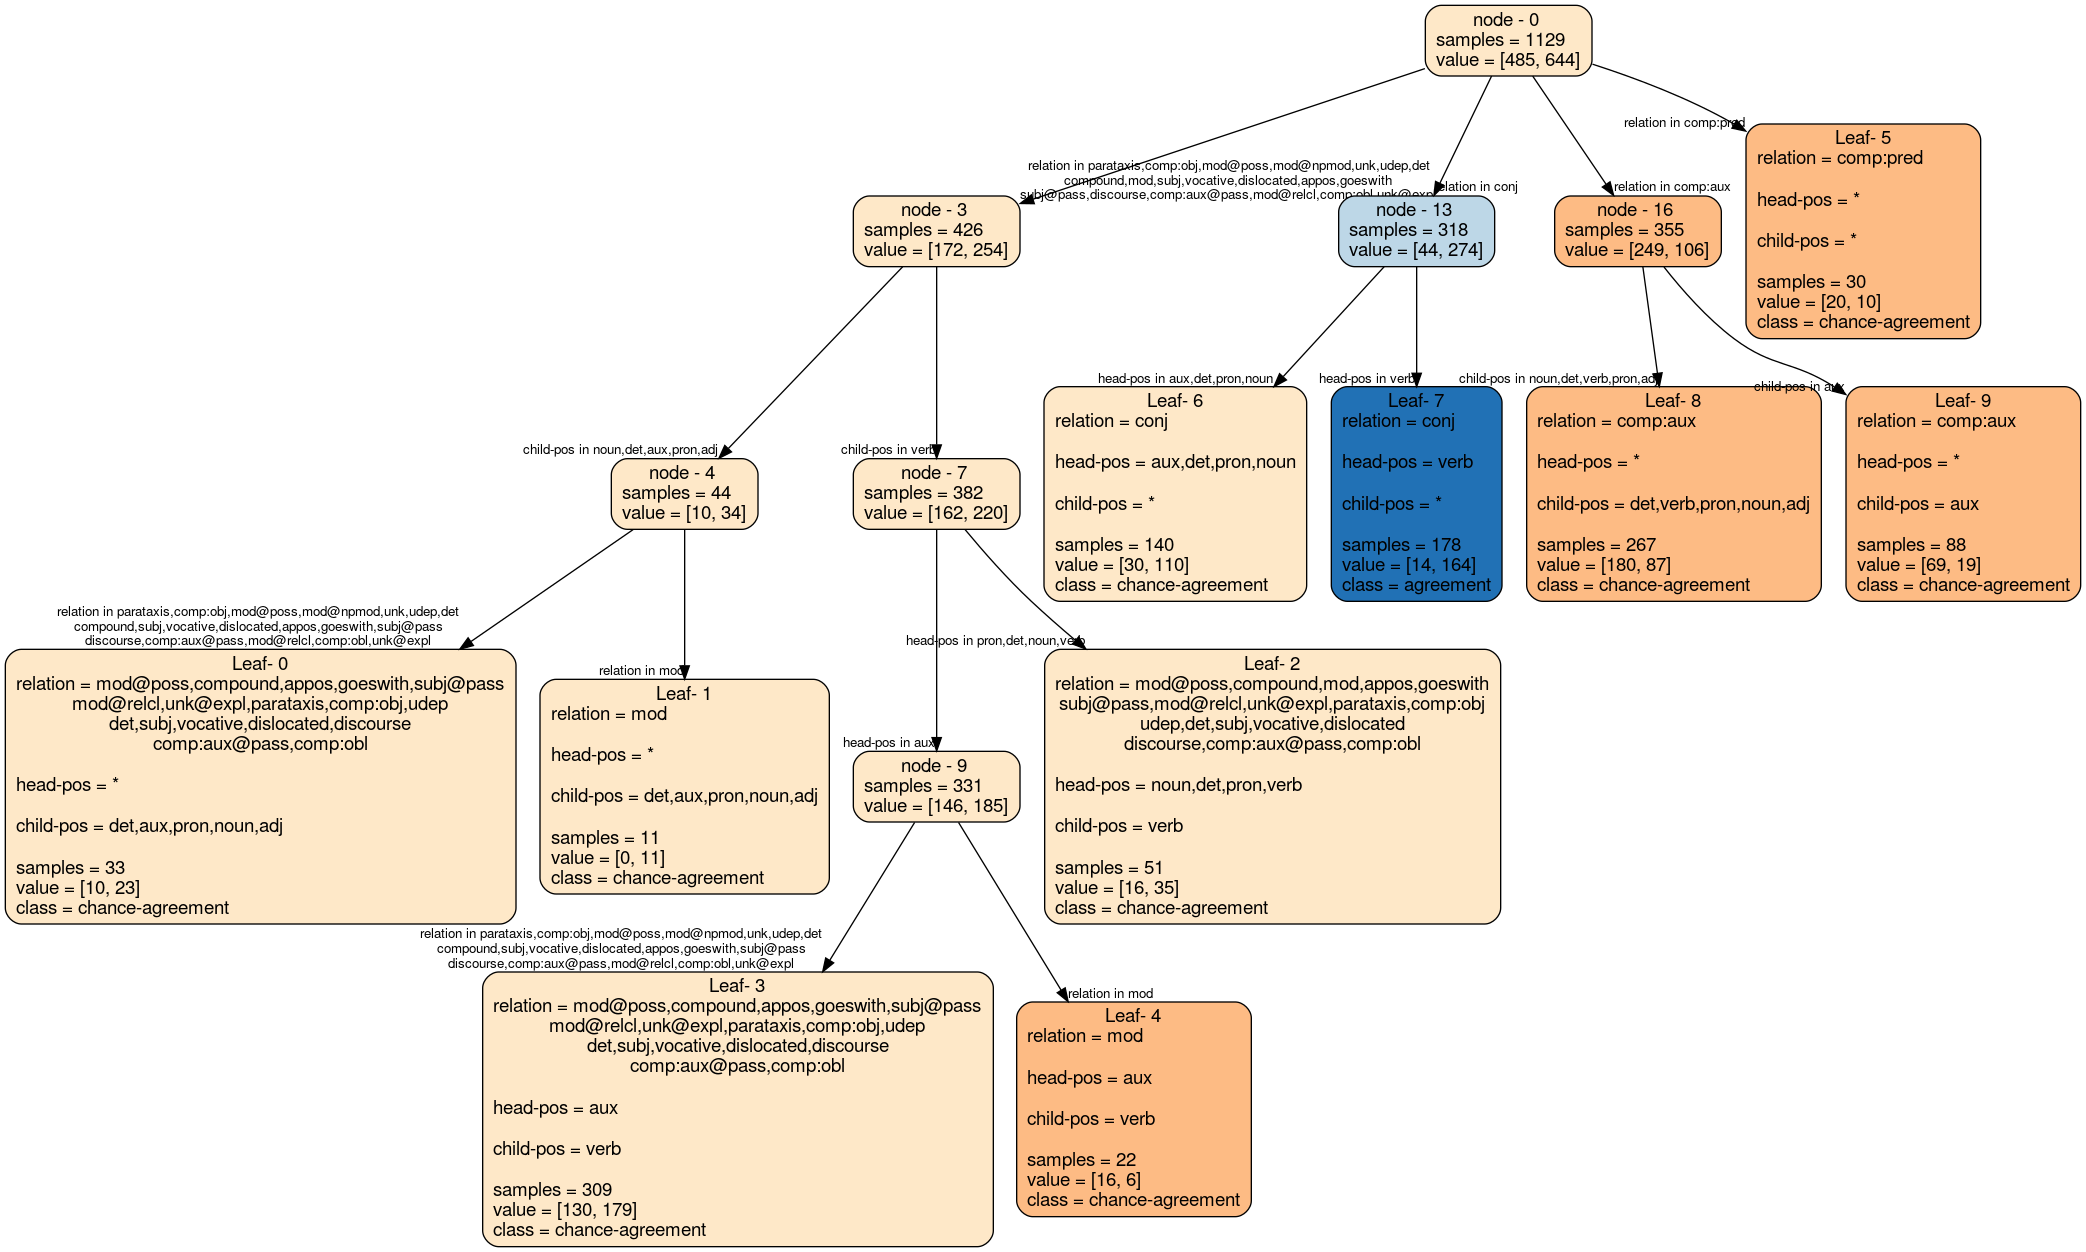 node - 0
samples = 1129
value = [485, 644]
relation in comp:pred
Leaf- 5
relation = comp:pred
head-pos = *
child-pos = *
samples = 30
value = [20, 10]
class = chance-agreement
relation in parataxis,comp:obj,mod@poss,mod@npmod,unk,udep,det
compound,mod,subj,vocative,dislocated,appos,goeswith
subj@pass,discourse,comp:aux@pass,mod@relcl,comp:obl,unk@expl
relation in conj
relation in comp:aux
node - 3
samples = 426
value = [172, 254]
node - 13
samples = 318
value = [44, 274]
node - 16
samples = 355
value = [249, 106]
head-pos in aux,det,pron,noun
head-pos in verb
child-pos in noun,det,verb,pron,adj
child-pos in aux
Leaf- 6
relation = conj
head-pos = aux,det,pron,noun
child-pos = *
samples = 140
value = [30, 110]
class = chance-agreement
Leaf- 7
relation = conj
head-pos = verb
child-pos = *
samples = 178
value = [14, 164]
class = agreement
Leaf- 8
relation = comp:aux
head-pos = *
child-pos = det,verb,pron,noun,adj
samples = 267
value = [180, 87]
class = chance-agreement
Leaf- 9
relation = comp:aux
head-pos = *
child-pos = aux
samples = 88
value = [69, 19]
class = chance-agreement
child-pos in noun,det,aux,pron,adj
child-pos in verb
node - 4
samples = 44
value = [10, 34]
node - 7
samples = 382
value = [162, 220]
relation in parataxis,comp:obj,mod@poss,mod@npmod,unk,udep,det
compound,subj,vocative,dislocated,appos,goeswith,subj@pass
discourse,comp:aux@pass,mod@relcl,comp:obl,unk@expl
relation in mod
head-pos in pron,det,noun,verb
Leaf- 0
relation = mod@poss,compound,appos,goeswith,subj@pass
mod@relcl,unk@expl,parataxis,comp:obj,udep
det,subj,vocative,dislocated,discourse
comp:aux@pass,comp:obl
head-pos = *
child-pos = det,aux,pron,noun,adj
samples = 33
value = [10, 23]
class = chance-agreement
Leaf- 1
relation = mod
head-pos = *
child-pos = det,aux,pron,noun,adj
samples = 11
value = [0, 11]
class = chance-agreement
Leaf- 2
relation = mod@poss,compound,mod,appos,goeswith
subj@pass,mod@relcl,unk@expl,parataxis,comp:obj
udep,det,subj,vocative,dislocated
discourse,comp:aux@pass,comp:obl
head-pos = noun,det,pron,verb
child-pos = verb
samples = 51
value = [16, 35]
class = chance-agreement
head-pos in aux
node - 9
samples = 331
value = [146, 185]
relation in parataxis,comp:obj,mod@poss,mod@npmod,unk,udep,det
compound,subj,vocative,dislocated,appos,goeswith,subj@pass
discourse,comp:aux@pass,mod@relcl,comp:obl,unk@expl
relation in mod
Leaf- 3
relation = mod@poss,compound,appos,goeswith,subj@pass
mod@relcl,unk@expl,parataxis,comp:obj,udep
det,subj,vocative,dislocated,discourse
comp:aux@pass,comp:obl
head-pos = aux
child-pos = verb
samples = 309
value = [130, 179]
class = chance-agreement
Leaf- 4
relation = mod
head-pos = aux
child-pos = verb
samples = 22
value = [16, 6]
class = chance-agreement